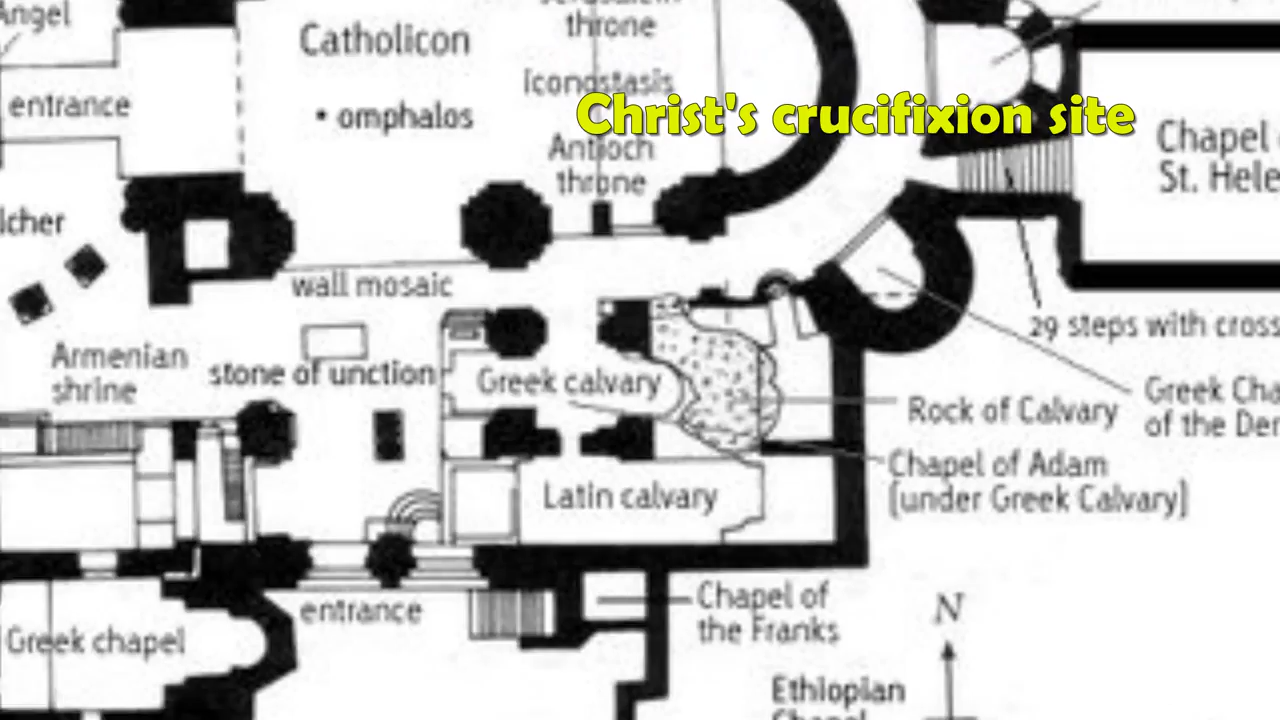 Angel
Catholicon
throne
iconostasis
entrance
• omphalos
Christ's crucifixion site
Antioch
throne
Chapel
St. Hele
lcher
wall mosaic
29 steps with cross
Armenian
shrine
stone of unction
Greek calvary
Rock of Calvary
Greek Cha
of the Der
Chapel of Adam
[under Greek Calvary]
Latin calvary
entrance
Chapel of
the Franks
N
Greek chapel
Ethiopian
Chapel